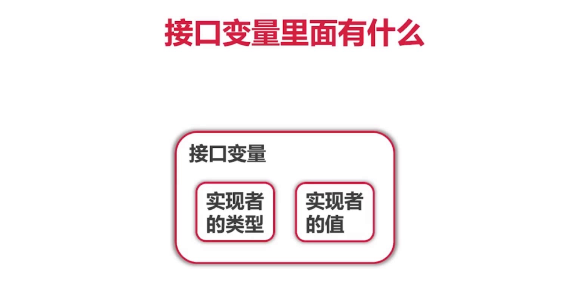 接口变量里面有什么
接口变量
实现者
的类型
实现者
的值